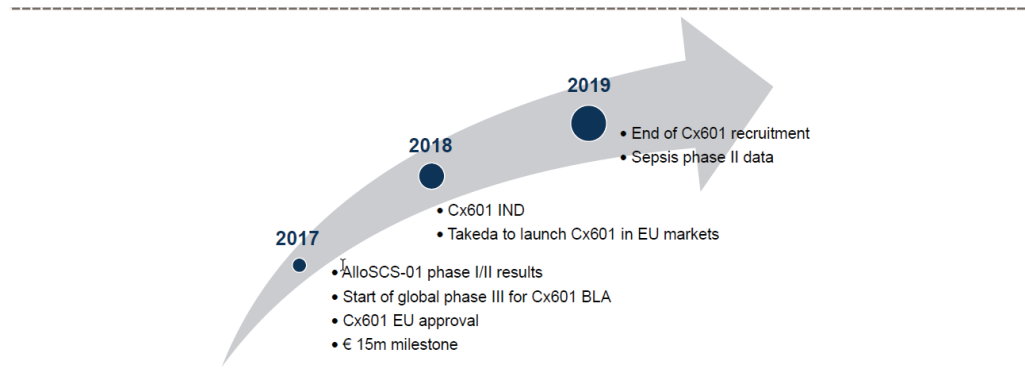 2017
• AlloSCS-01 phase I/II results
• Start of global phase III for Cx601 BLA
• Cx601 EU approval
• € 15m milestone
2018
• Cx601 IND
• Takeda to launch Cx601 in EU markets
2019
• End of Cx601 recruitment
• Sepsis phase II data